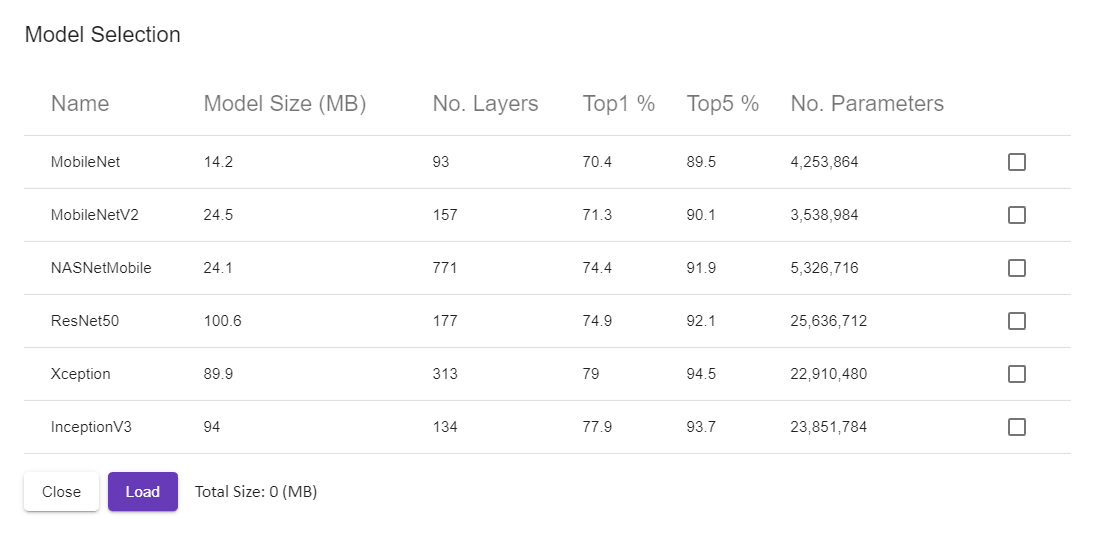 Model Selection
Name Model Size (MB) No. Layers Top1 % Top5 % No. Parameters
MobileNet 14.2 93 70.4 89.5 4,253,864
MobileNetV2 24.5 157 71.3 90.1 3,538,984
NASNetMobile 24.1 771 74.4 91.9 5,326,716
ResNet50 100.6 177 74.9 92.1 25,636,712
Xception 89.9 313 79 94.5 22,910,480
InceptionV3 94 134 77.9 93.7 23,851,784
Close Load Total Size: 0 (MB)